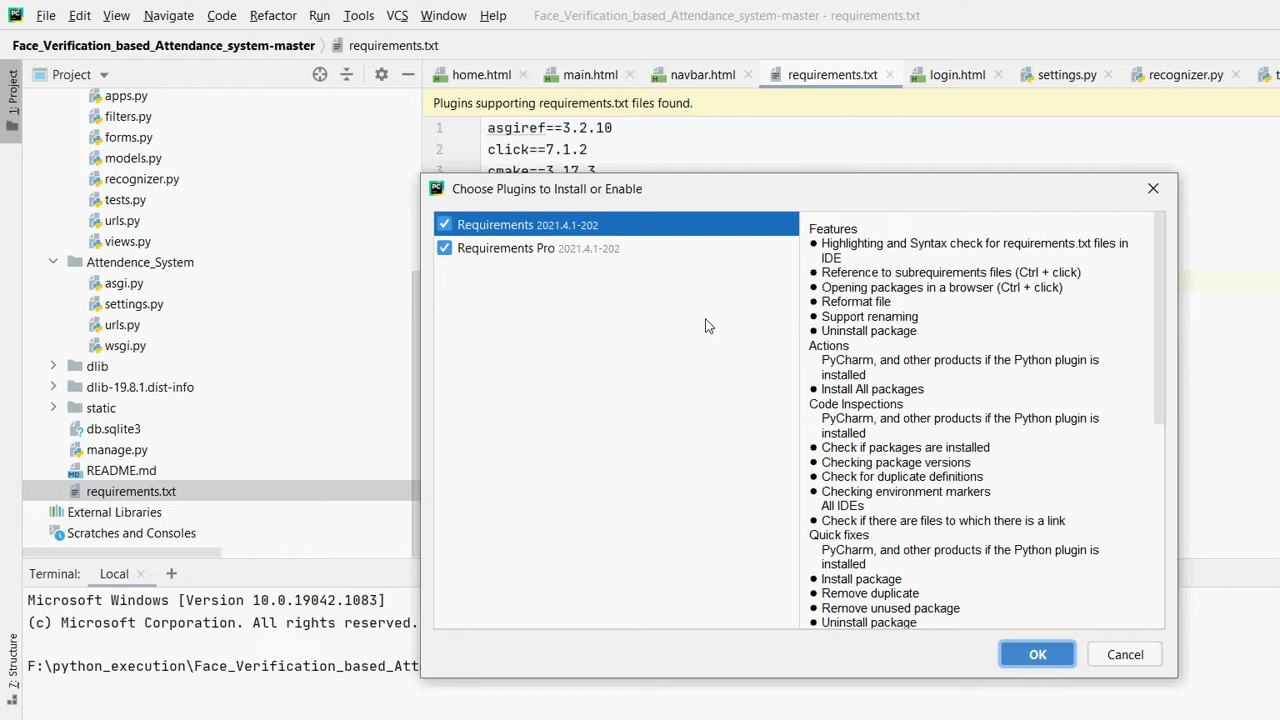 File Edit View Navigate Code Refactor Run Tools VCS Window Help Face_Verification_based_Attendance_system-master - requirements.txt
Face_Verification_based_Attendance_system-master requirements.txt
1: Project
Project
home.html main.html navbar.html requirements.txt login.html settings.py recognizer.py
Plugins supporting requirements.txt files found.
1 asgiref==3.2.10
2 click==7.1.2
3 cmake==3.17.3
apps.py
filters.py
forms.py
models.py
recognizer.py
tests.py
urls.py
views.py
Attendence_System
asgi.py
settings.py
urls.py
wsgi.py
dlib
dlib-19.8.1.dist-info
static
db.sqlite3
manage.py
README.md
requirements.txt
External Libraries
Scratches and Consoles
Choose Plugins to Install or Enable
Requirements 2021.4.1-202
Requirements Pro 2021.4.1-202
Features
Highlighting and Syntax check for requirements.txt files in
IDE
Reference to subrequirements files (Ctrl + click)
Opening packages in a browser (Ctrl + click)
Reformat file
Support renaming
Uninstall package
Actions
PyCharm, and other products if the Python plugin is
installed
Install All packages
Code Inspections
PyCharm, and other products if the Python plugin is
installed
Check if packages are installed
Checking package versions
Check for duplicate definitions
Checking environment markers
All IDEs
Check if there are files to which there is a link
Quick fixes
PyCharm, and other products if the Python plugin is
installed
Install package
Remove duplicate
Remove unused package
Uninstall package
OK Cancel
Terminal: Local
Microsoft Windows [Version 10.0.19042.1083]
(c) Microsoft Corporation. All rights reserved.
F:\python_execution\Face_Verification_based_Att
7: Structure